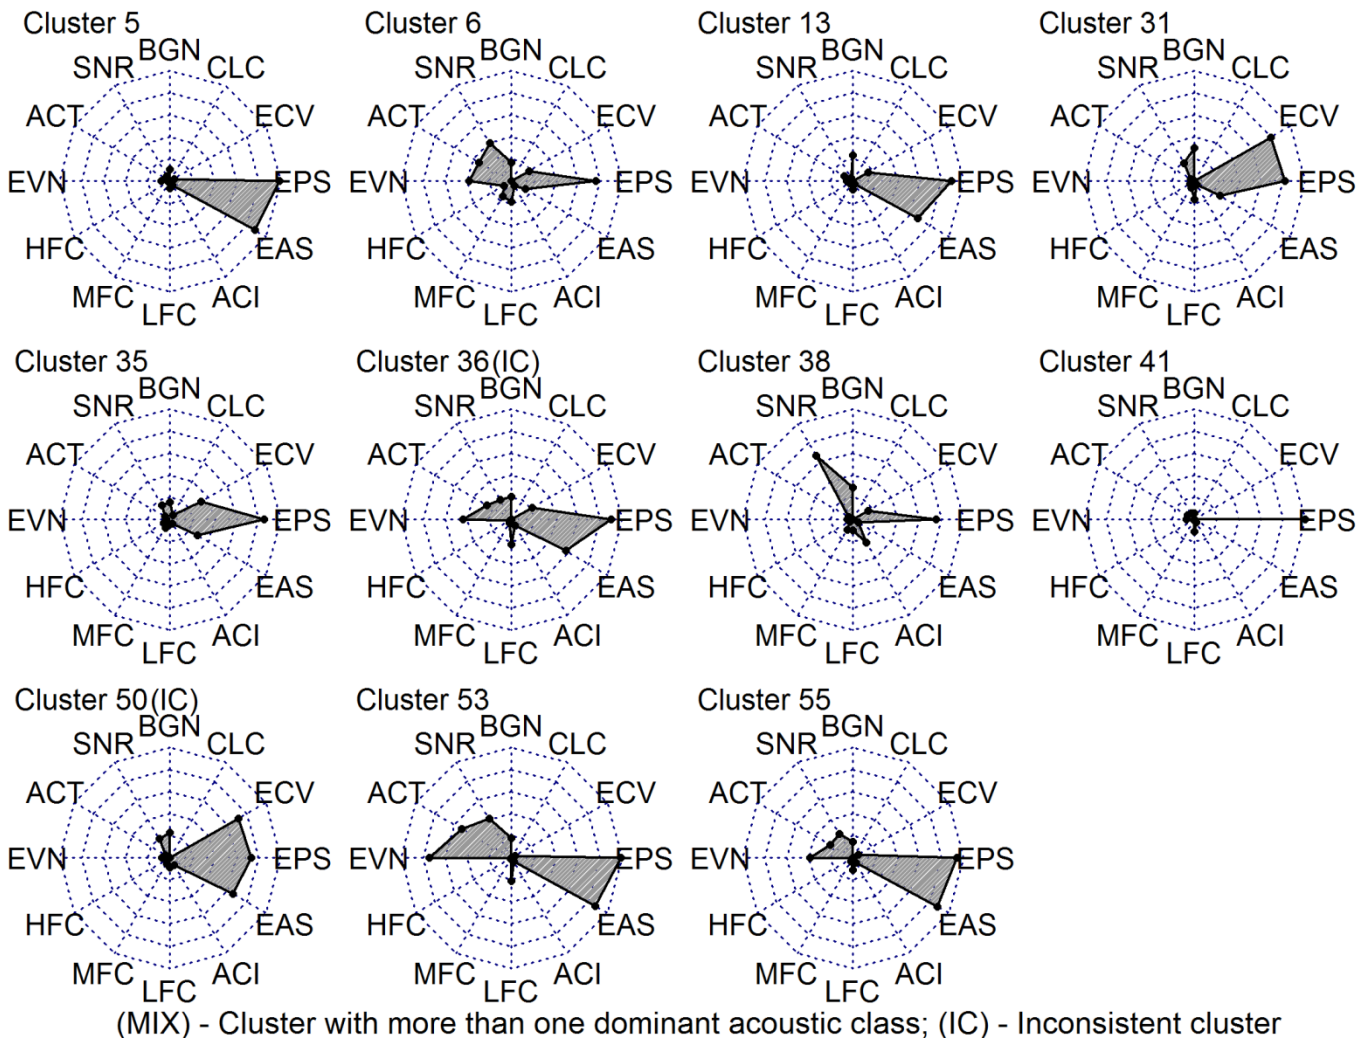 Cluster 5
BGN
SNR
CLC
ACT
ECV
EVN
EPS
HFC
EAS
MFC
ACI
LFC
Cluster 6
BGN
SNR
CLC
ACT
ECV
EVN
EPS
HFC
EAS
MFC
ACI
LFC
Cluster 13
BGN
SNR
CLC
ACT
ECV
EVN
EPS
HFC
EAS
MFC
ACI
LFC
Cluster 31
BGN
SNR
CLC
ACT
ECV
EVN
EPS
HFC
EAS
MFC
ACI
LFC
Cluster 35
BGN
SNR
CLC
ACT
ECV
EVN
EPS
HFC
EAS
MFC
ACI
LFC
Cluster 36(IC)
BGN
SNR
CLC
ACT
ECV
EVN
EPS
HFC
EAS
MFC
ACI
LFC
Cluster 38
BGN
SNR
CLC
ACT
ECV
EVN
EPS
HFC
EAS
MFC
ACI
LFC
Cluster 41
BGN
SNR
CLC
ACT
ECV
EVN
EPS
HFC
EAS
MFC
ACI
LFC
Cluster 50(IC)
BGN
SNR
CLC
ACT
ECV
EVN
EPS
HFC
EAS
MFC
ACI
LFC
Cluster 53
BGN
SNR
CLC
ACT
ECV
EVN
EPS
HFC
EAS
MFC
ACI
LFC
Cluster 55
BGN
SNR
CLC
ACT
ECV
EVN
EPS
HFC
EAS
MFC
ACI
LFC
(MIX) - Cluster with more than one dominant acoustic class; (IC) - Inconsistent cluster